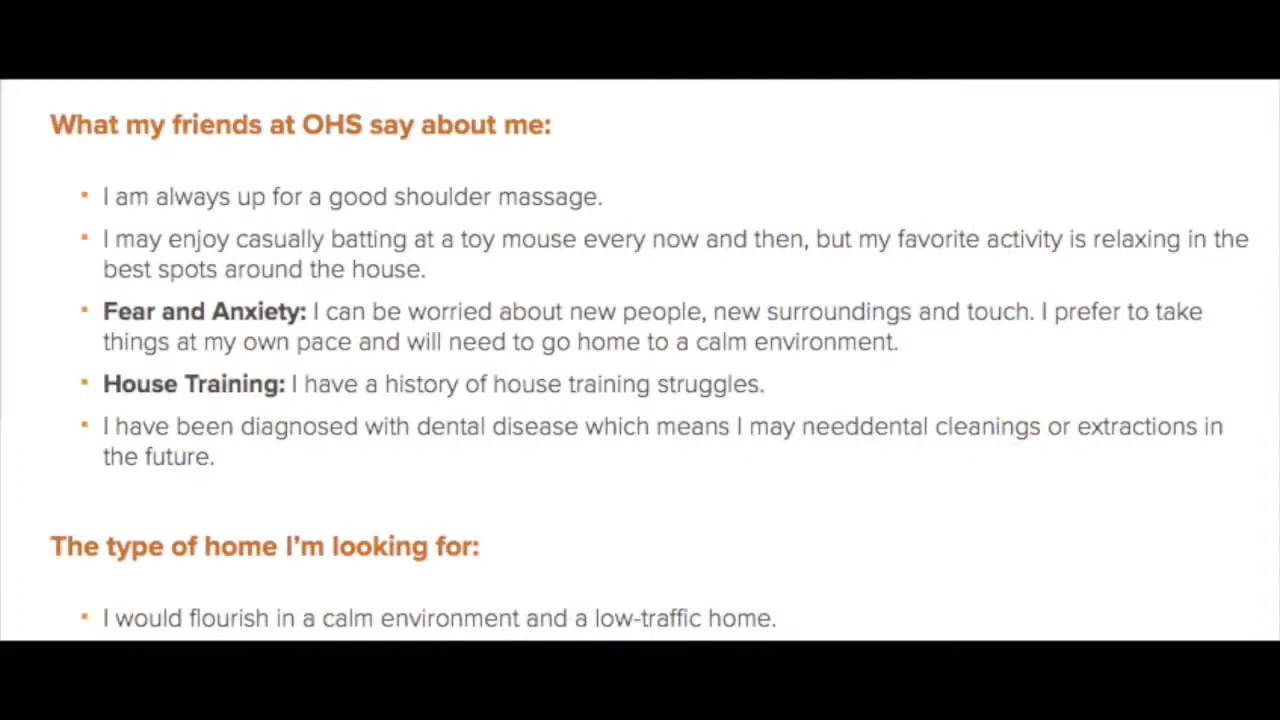 What my friends at OHS say about me:
• I am always up for a good shoulder massage.
• I may enjoy casually batting at a toy mouse every now and then, but my favorite activity is relaxing in the
best spots around the house.
• Fear and Anxiety: I can be worried about new people, new surroundings and touch. I prefer to take
things at my own pace and will need to go home to a calm environment.
• House Training: I have a history of house training struggles.
• I have been diagnosed with dental disease which means I may needdental cleanings or extractions in
the future.
The type of home I'm looking for:
• I would flourish in a calm environment and a low-traffic home.